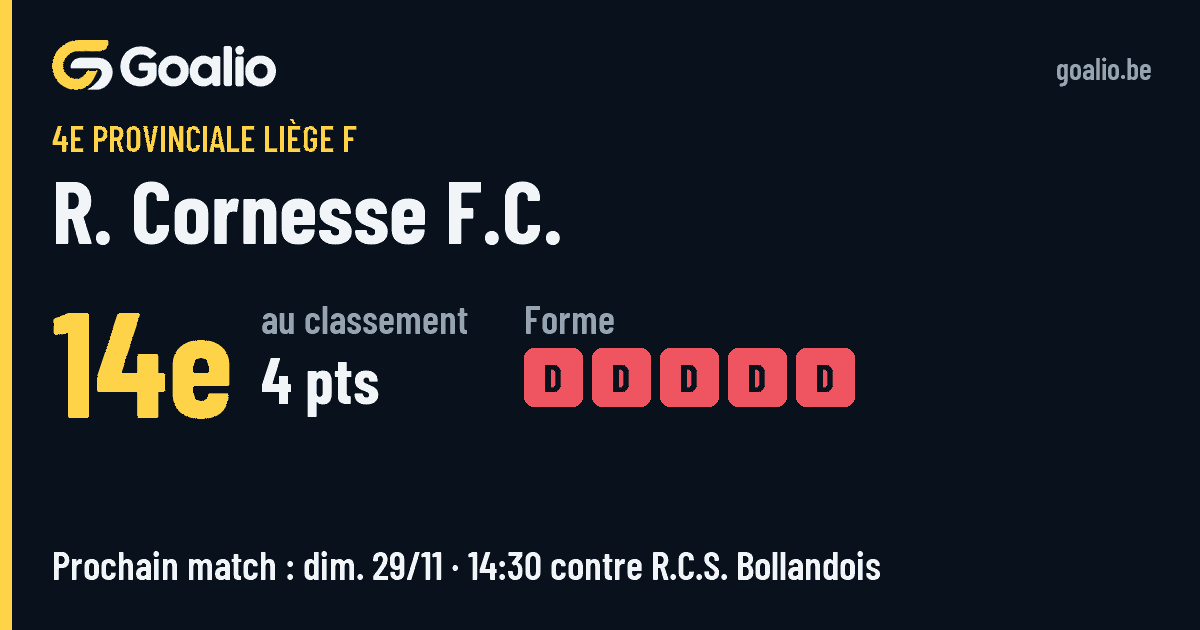 Goalio
goalio.be
4E PROVINCIALE LIÈGE F
R. Cornesse F.C.
14e
au classement
4 pts
Forme
D D D D D
Prochain match : dim. 29/11 · 14:30 contre R.C.S. Bollandois